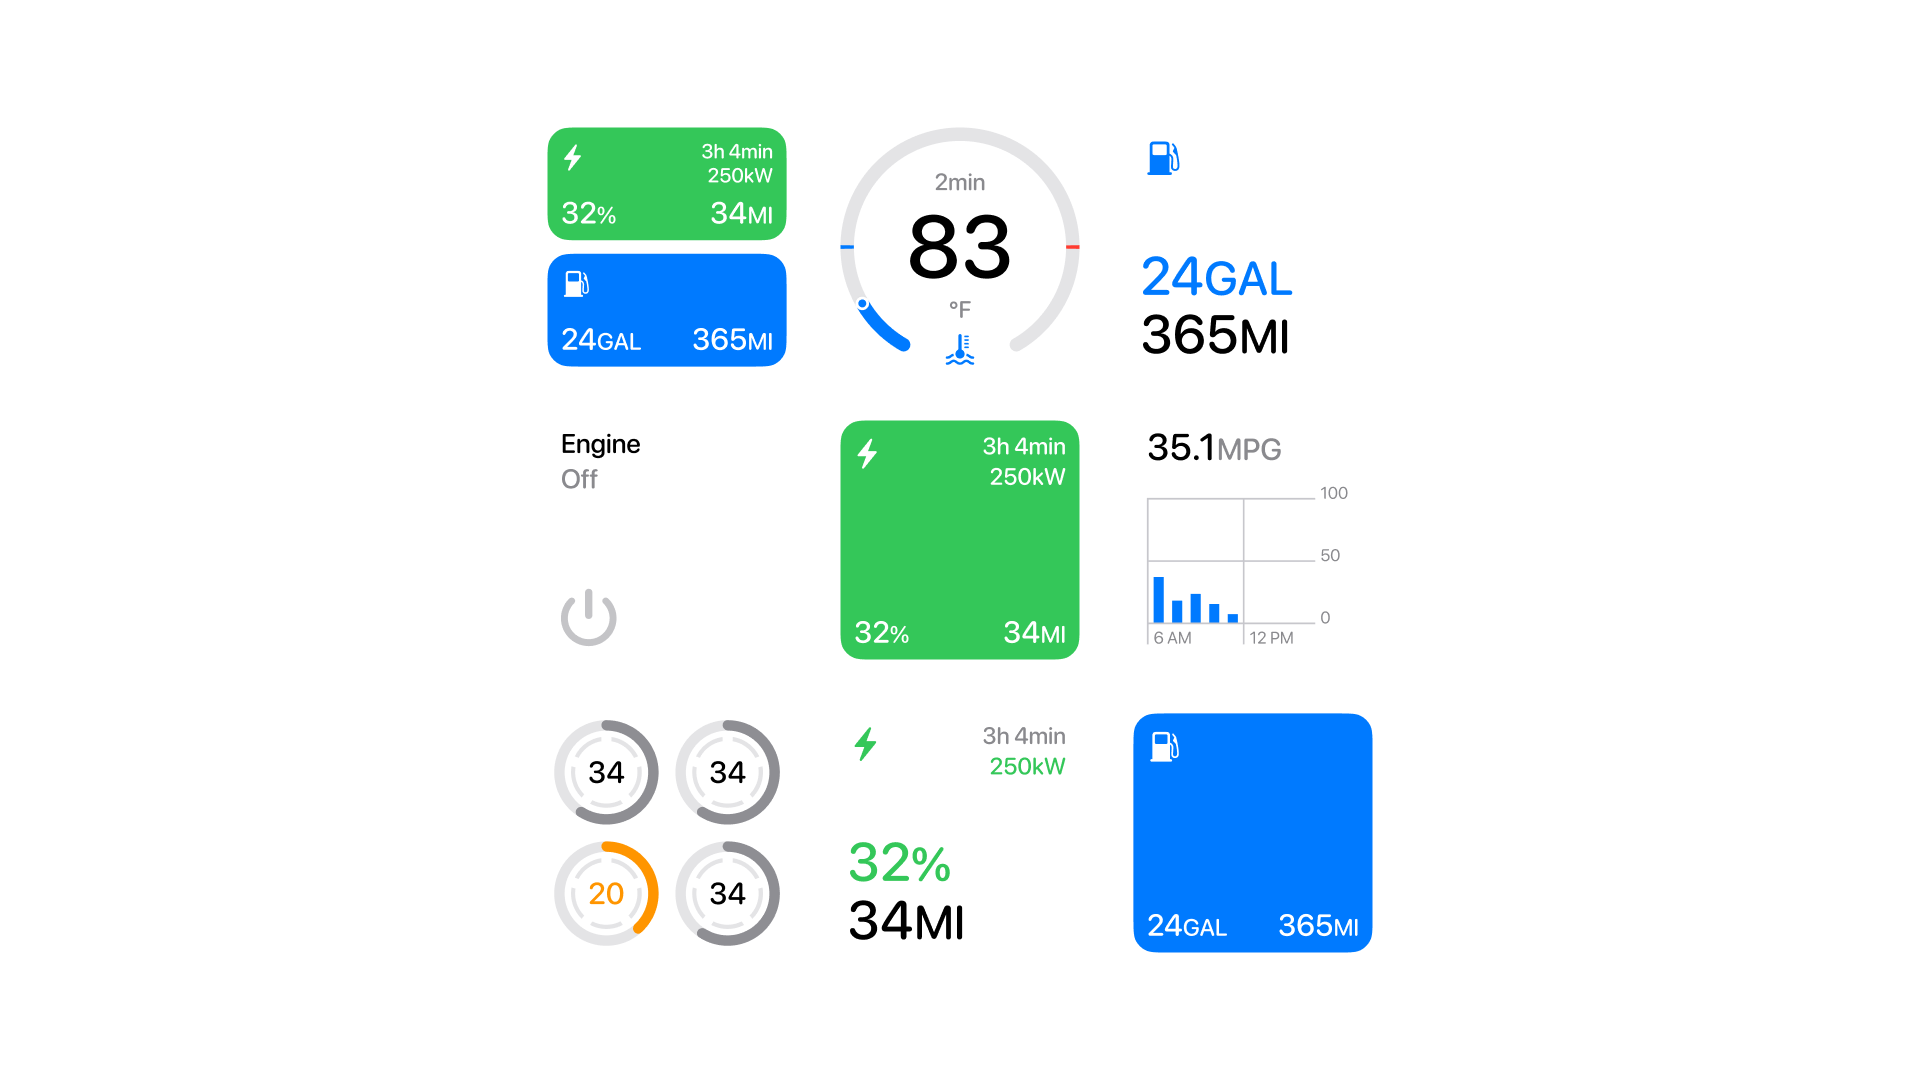 3h 4min
250kW
32% 34MI
24GAL 365MI
2min
83
°F
24GAL
365MI
Engine
Off
3h 4min
250kW
32% 34MI
35.1MPG
100
50
0
6 AM 12 PM
34 34
20 34
3h 4min
250kW
32%
34MI
24GAL 365MI